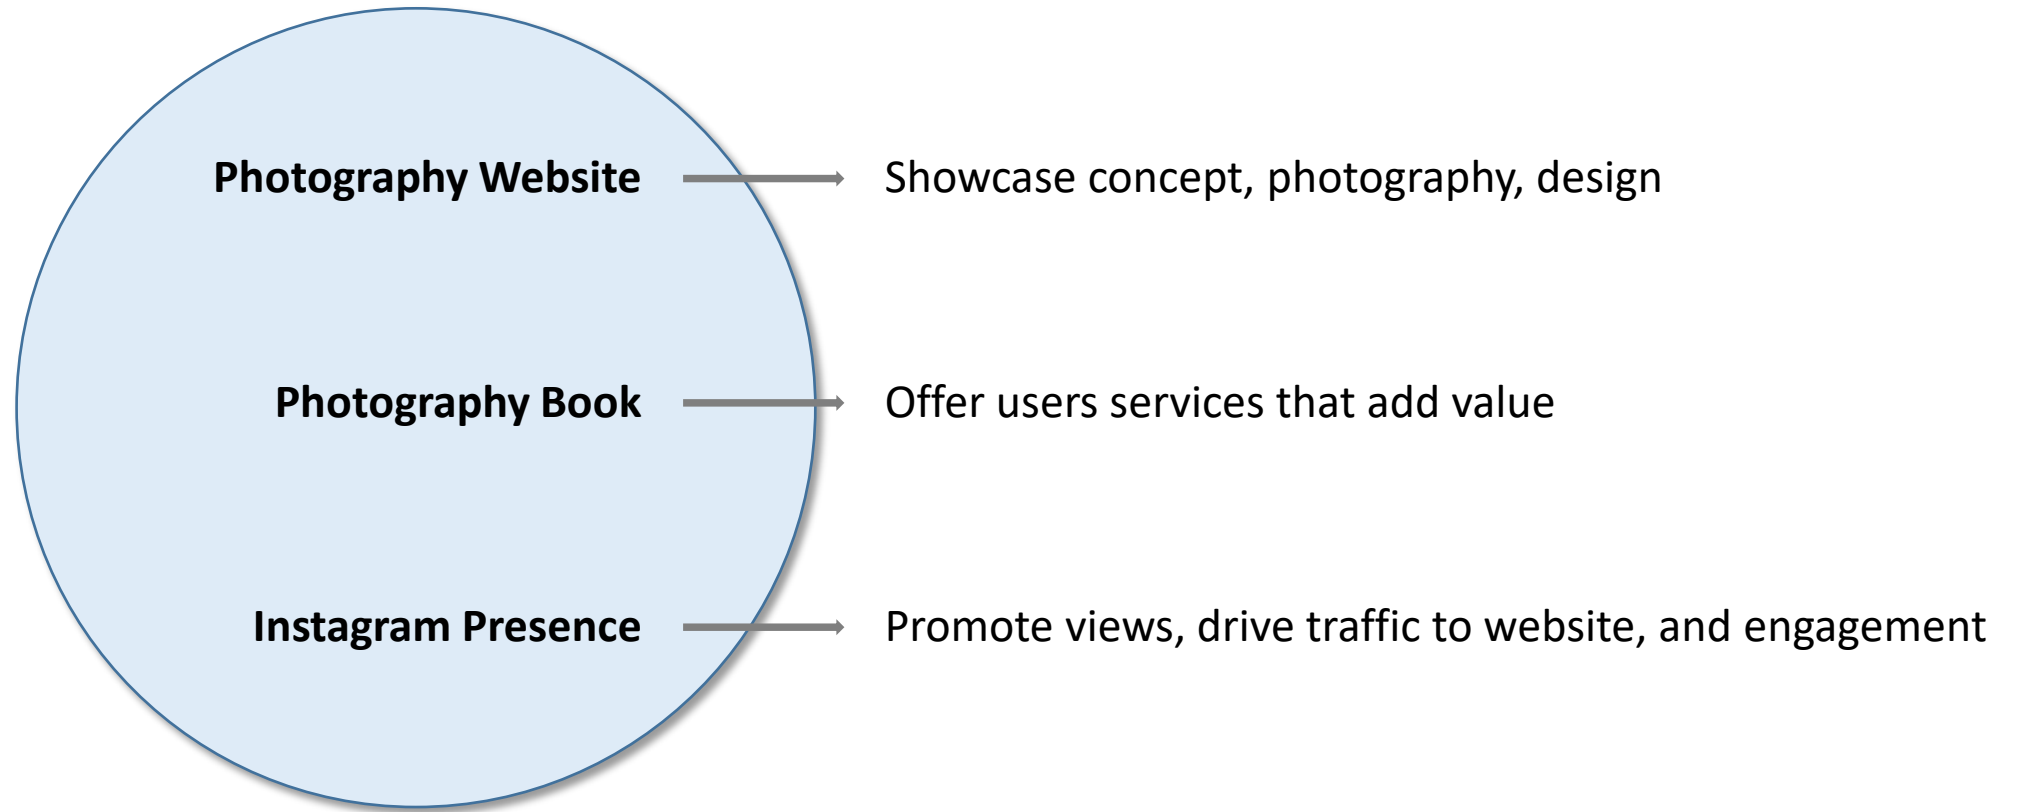 Photography Website
Showcase concept, photography, design
Photography Book
Offer users services that add value
Instagram Presence
Promote views, drive traffic to website, and engagement